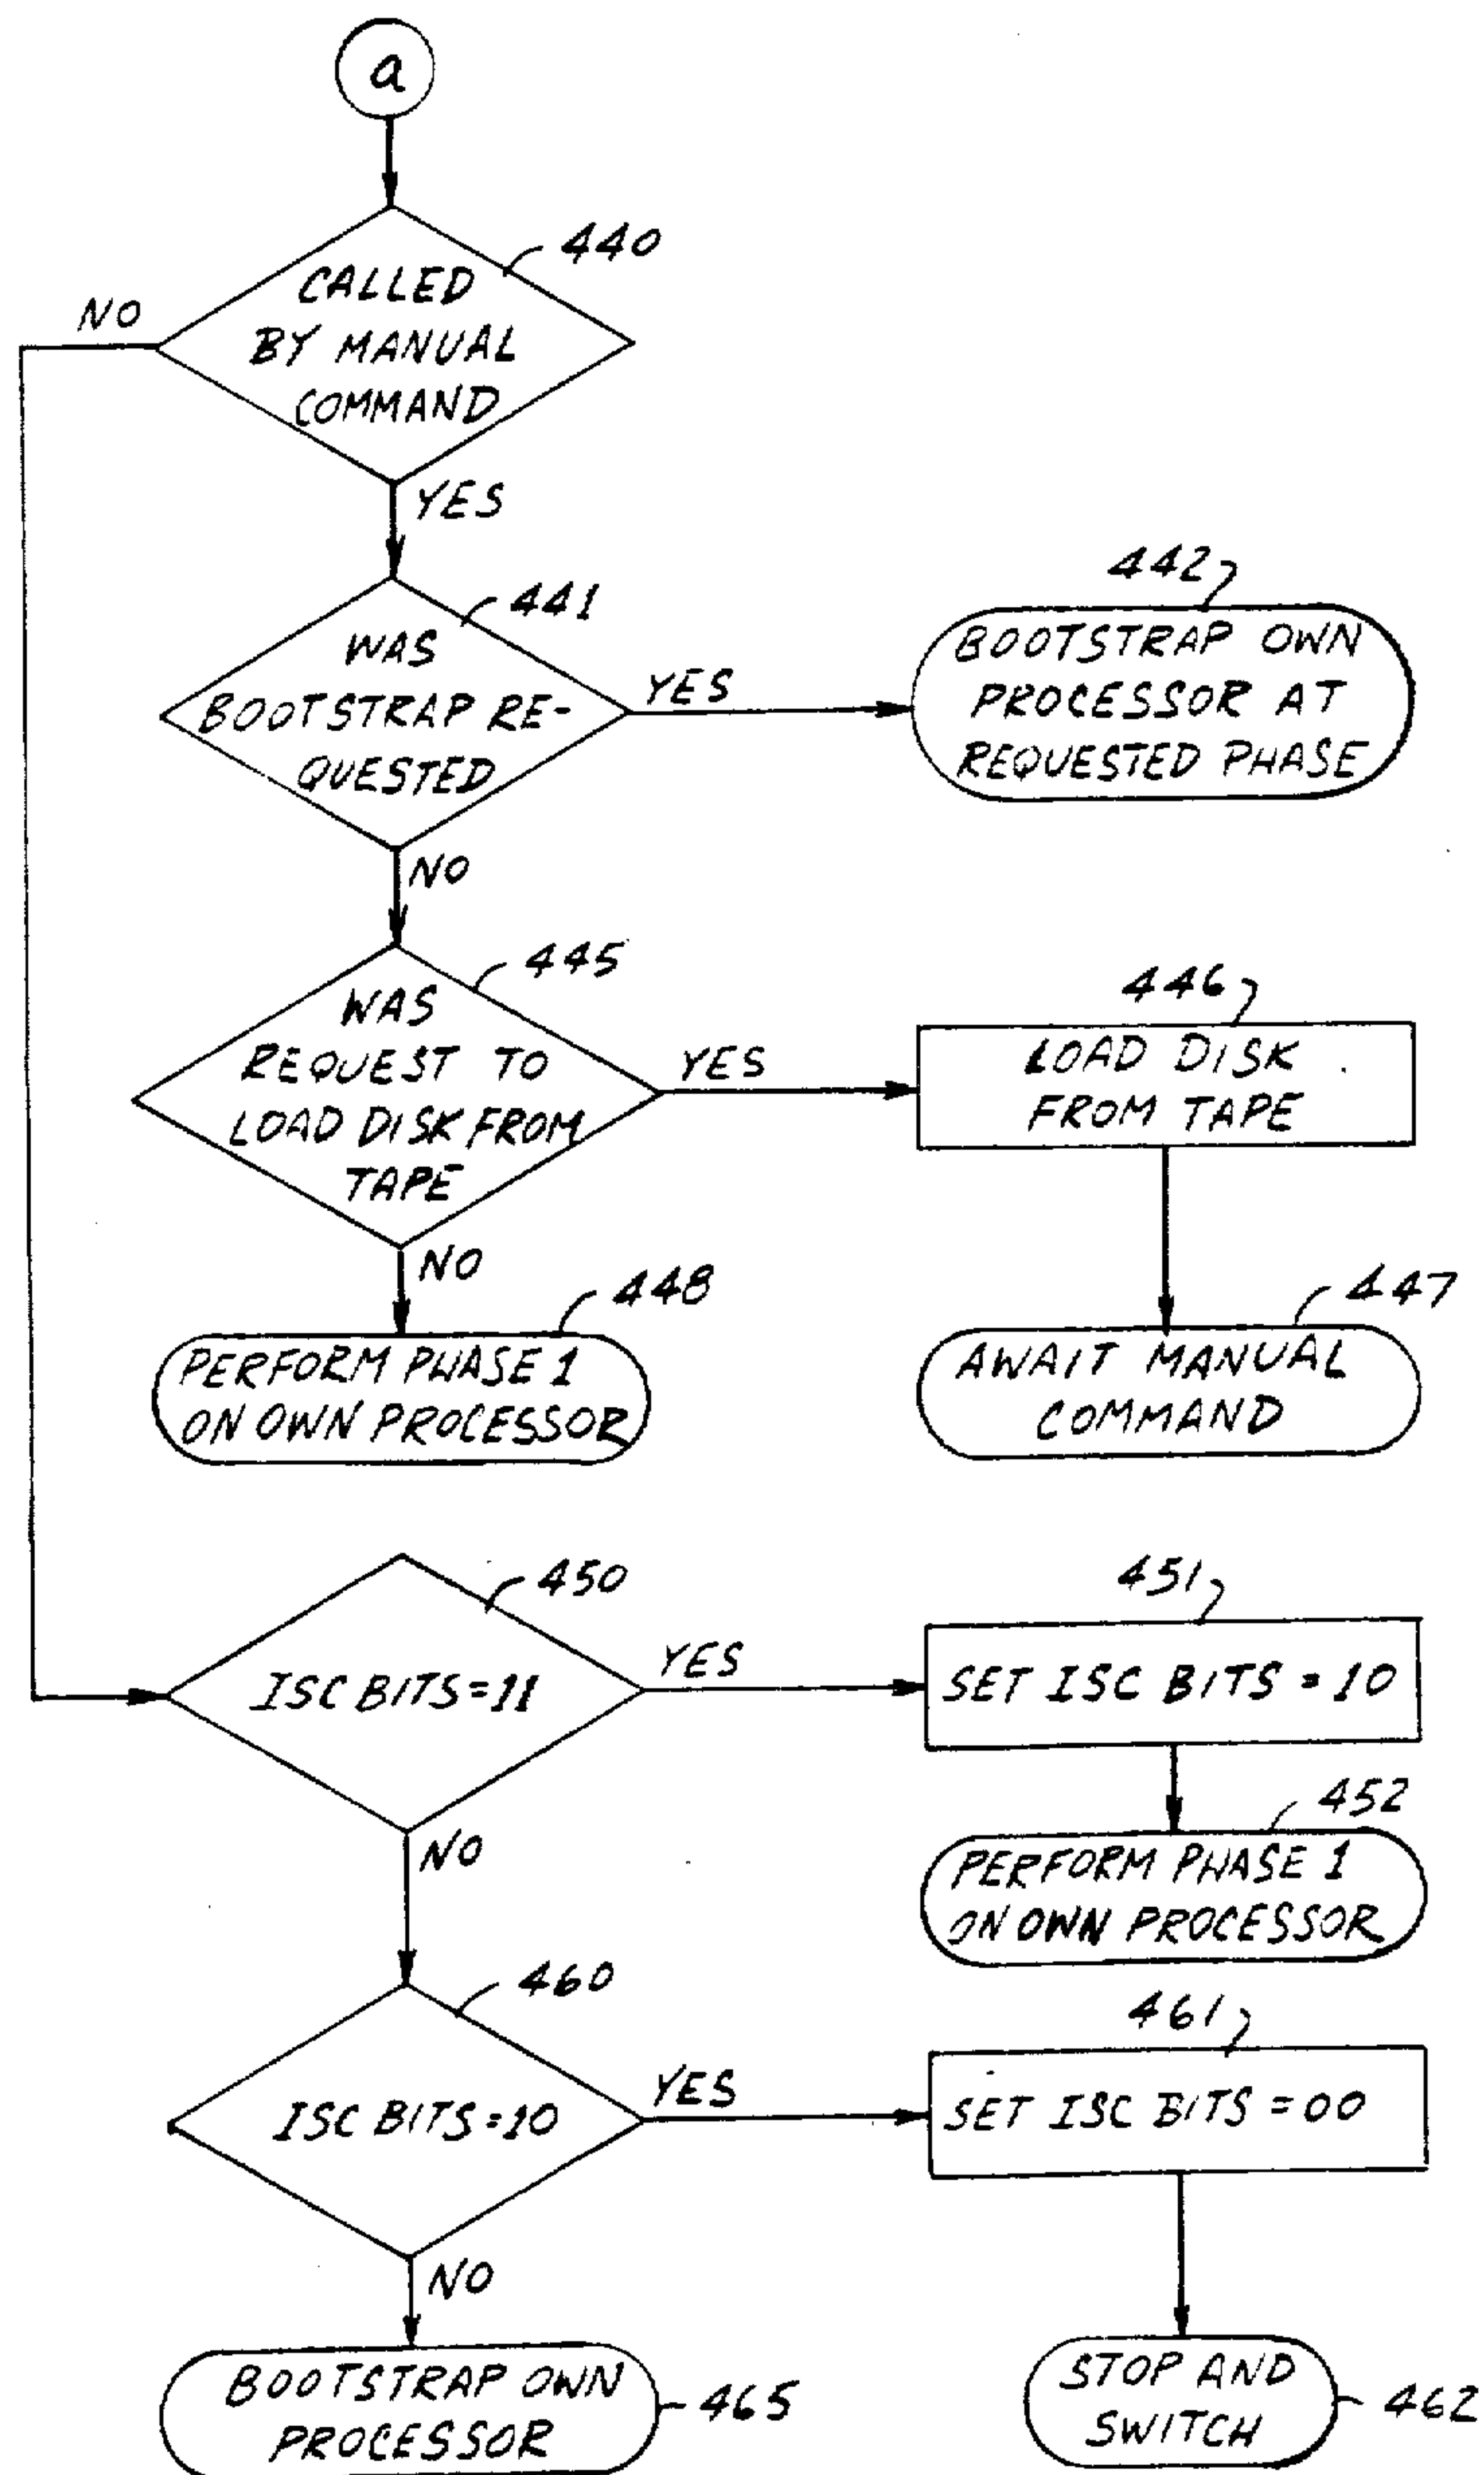 a
440
CALLED
BY MANUAL
COMMAND
NO
YES
441
WAS
BOOTSTRAP RE-
QUESTED
YES
442
BOOTSTRAP OWN
PROCESSOR AT
REQUESTED PHASE
NO
445
WAS
REQUEST TO
LOAD DISK FROM
TAPE
YES
446
LOAD DISK
FROM TAPE
NO
448
PERFORM PHASE 1
ON OWN PROCESSOR
447
AWAIT MANUAL
COMMAND
450
ISC BITS=11
YES
451
SET ISC BITS = 10
NO
452
PERFORM PHASE 1
ON OWN PROCESSOR
460
ISC BITS=10
YES
461
SET ISC BITS = 00
NO
BOOTSTRAP OWN
PROCESSOR
465
STOP AND
SWITCH
462